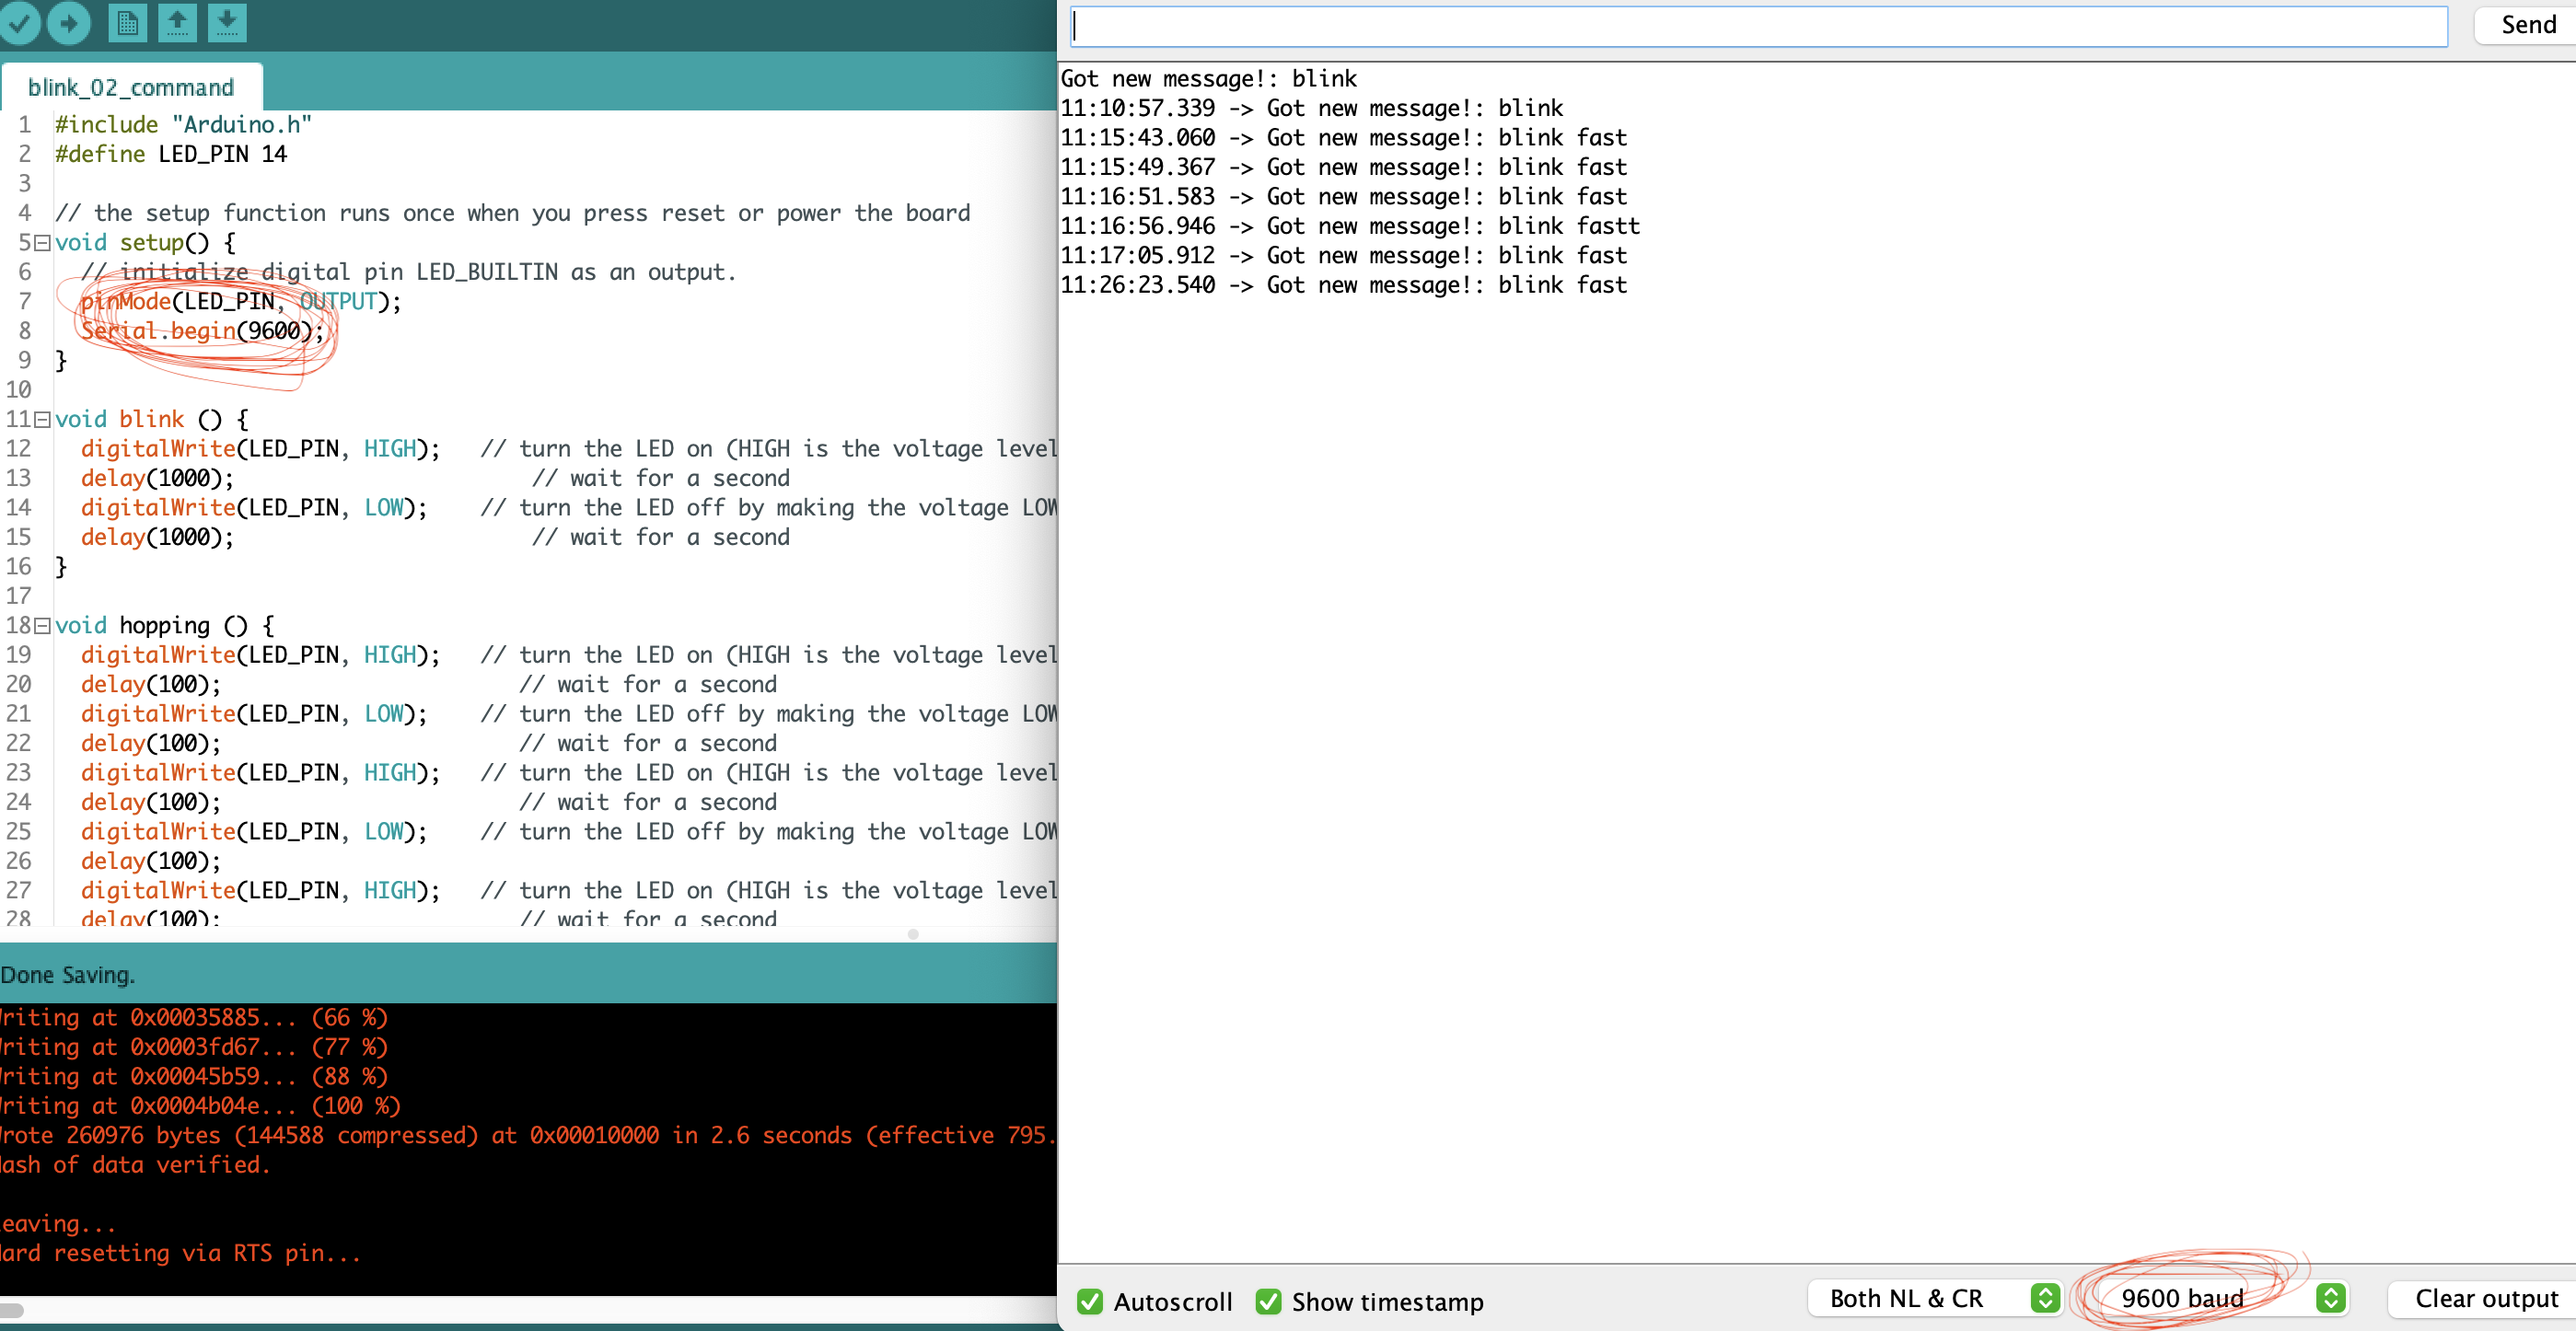 blink_02_command
1 #include "Arduino.h"
2 #define LED_PIN 14
3
4 // the setup function runs once when you press reset or power the board
5 void setup() {
6 // initialize digital pin LED_BUILTIN as an output.
7 pinMode(LED_PIN, OUTPUT);
8 Serial.begin(9600);
9 }
10
11 void blink () {
12 digitalWrite(LED_PIN, HIGH); // turn the LED on (HIGH is the voltage level
13 delay(1000); // wait for a second
14 digitalWrite(LED_PIN, LOW); // turn the LED off by making the voltage LOW
15 delay(1000); // wait for a second
16 }
17
18 void hopping () {
19 digitalWrite(LED_PIN, HIGH); // turn the LED on (HIGH is the voltage level
20 delay(100); // wait for a second
21 digitalWrite(LED_PIN, LOW); // turn the LED off by making the voltage LOW
22 delay(100); // wait for a second
23 digitalWrite(LED_PIN, HIGH); // turn the LED on (HIGH is the voltage level
24 delay(100); // wait for a second
25 digitalWrite(LED_PIN, LOW); // turn the LED off by making the voltage LOW
26 delay(100);
27 digitalWrite(LED_PIN, HIGH); // turn the LED on (HIGH is the voltage level
28 delay(100); // wait for a second
Done Saving.
riting at 0x00035885... (66 %)
riting at 0x0003fd67... (77 %)
riting at 0x00045b59... (88 %)
riting at 0x0004b04e... (100 %)
rote 260976 bytes (144588 compressed) at 0x00010000 in 2.6 seconds (effective 795.
ash of data verified.
eaving...
ard resetting via RTS pin...
Send
Got new message!: blink
11:10:57.339 -> Got new message!: blink
11:15:43.060 -> Got new message!: blink fast
11:15:49.367 -> Got new message!: blink fast
11:16:51.583 -> Got new message!: blink fast
11:16:56.946 -> Got new message!: blink fastt
11:17:05.912 -> Got new message!: blink fast
11:26:23.540 -> Got new message!: blink fast
Autoscroll Show timestamp Both NL & CR 9600 baud Clear output